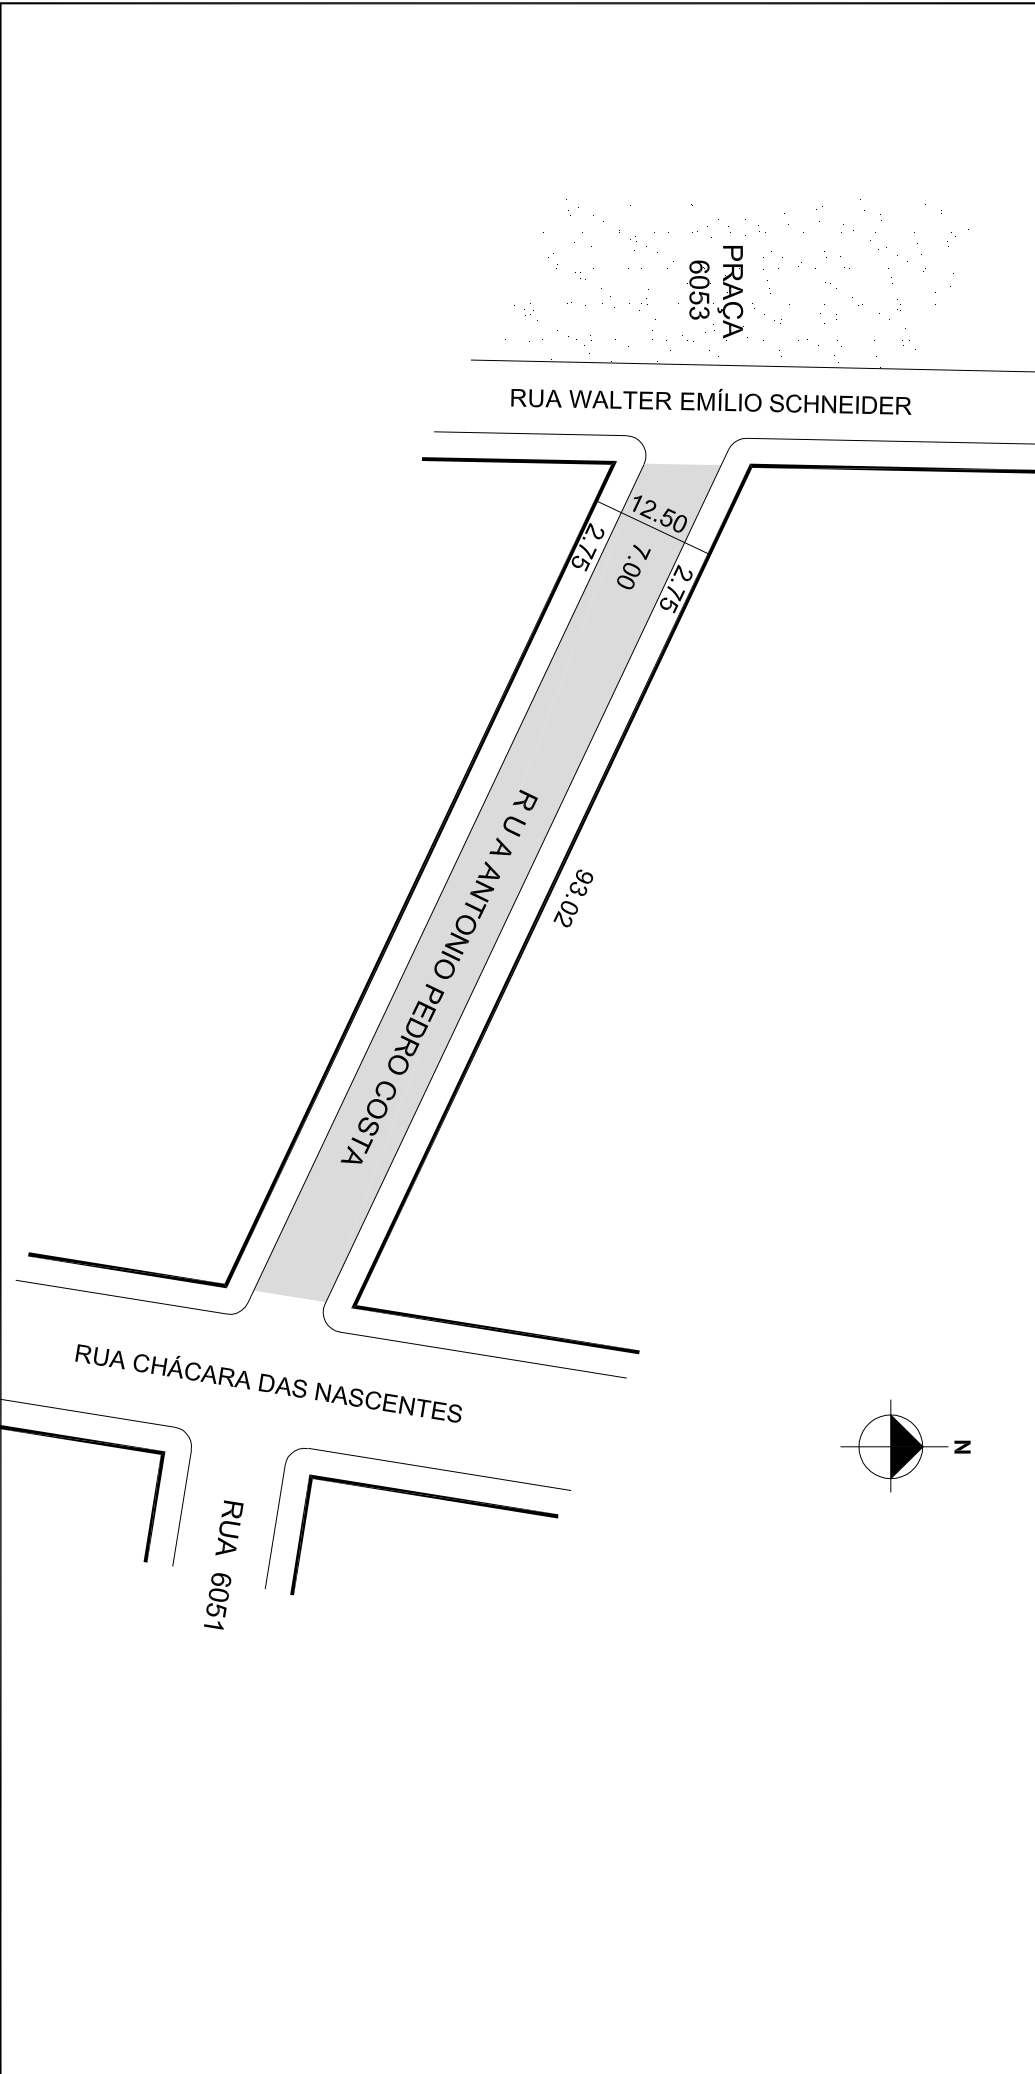 PRAÇA
6053
RUA WALTER EMÍLIO SCHNEIDER
12.50
2.75
7.00
2.75
93.02
RUA ANTONIO PEDRO COSTA
RUA CHÁCARA DAS NASCENTES
N
RUA 6051